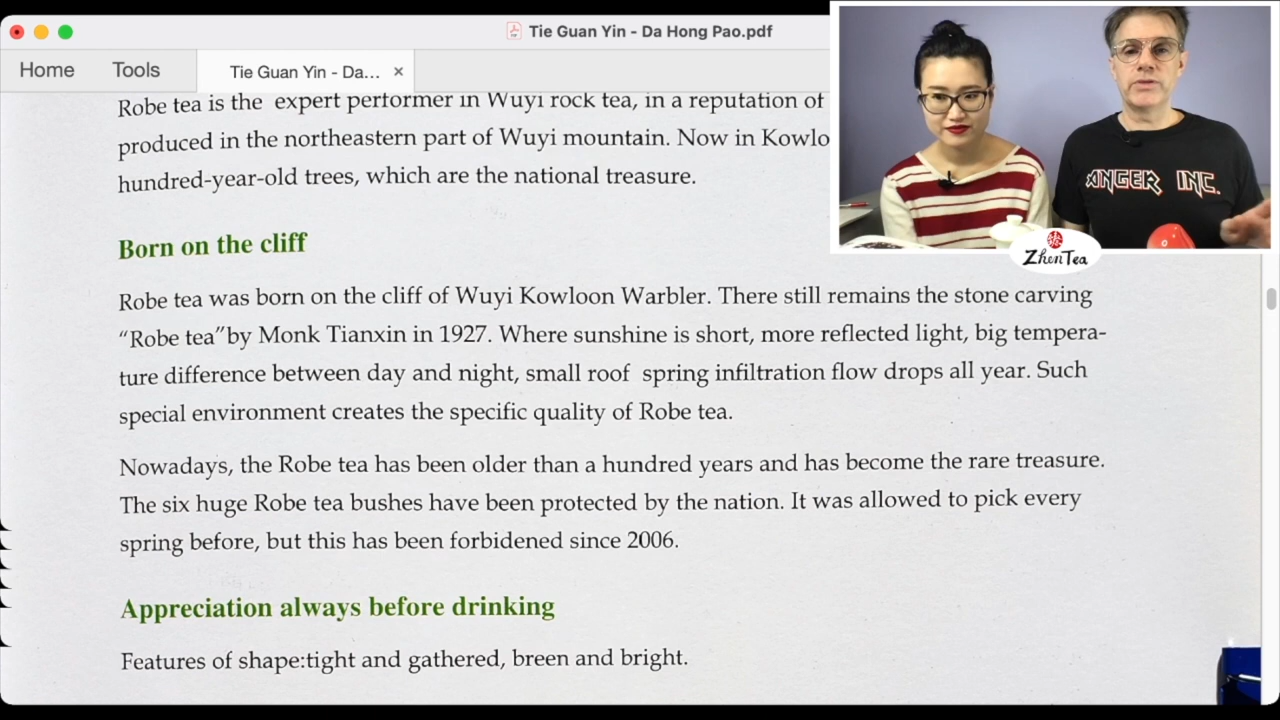 Tie Guan Yin - Da Hong Pao.pdf
Home Tools Tie Guan Yin - Da... ×
Robe tea is the expert performer in Wuyi rock tea, in a reputation of
produced in the northeastern part of Wuyi mountain. Now in Kowlo
hundred-year-old trees, which are the national treasure.
Born on the cliff
Robe tea was born on the cliff of Wuyi Kowloon Warbler. There still remains the stone carving
“Robe tea”by Monk Tianxin in 1927. Where sunshine is short, more reflected light, big tempera-
ture difference between day and night, small roof spring infiltration flow drops all year. Such
special environment creates the specific quality of Robe tea.
Nowadays, the Robe tea has been older than a hundred years and has become the rare treasure.
The six huge Robe tea bushes have been protected by the nation. It was allowed to pick every
spring before, but this has been forbidened since 2006.
Appreciation always before drinking
Features of shape:tight and gathered, breen and bright.
ANGER INC.
Zhen Tea